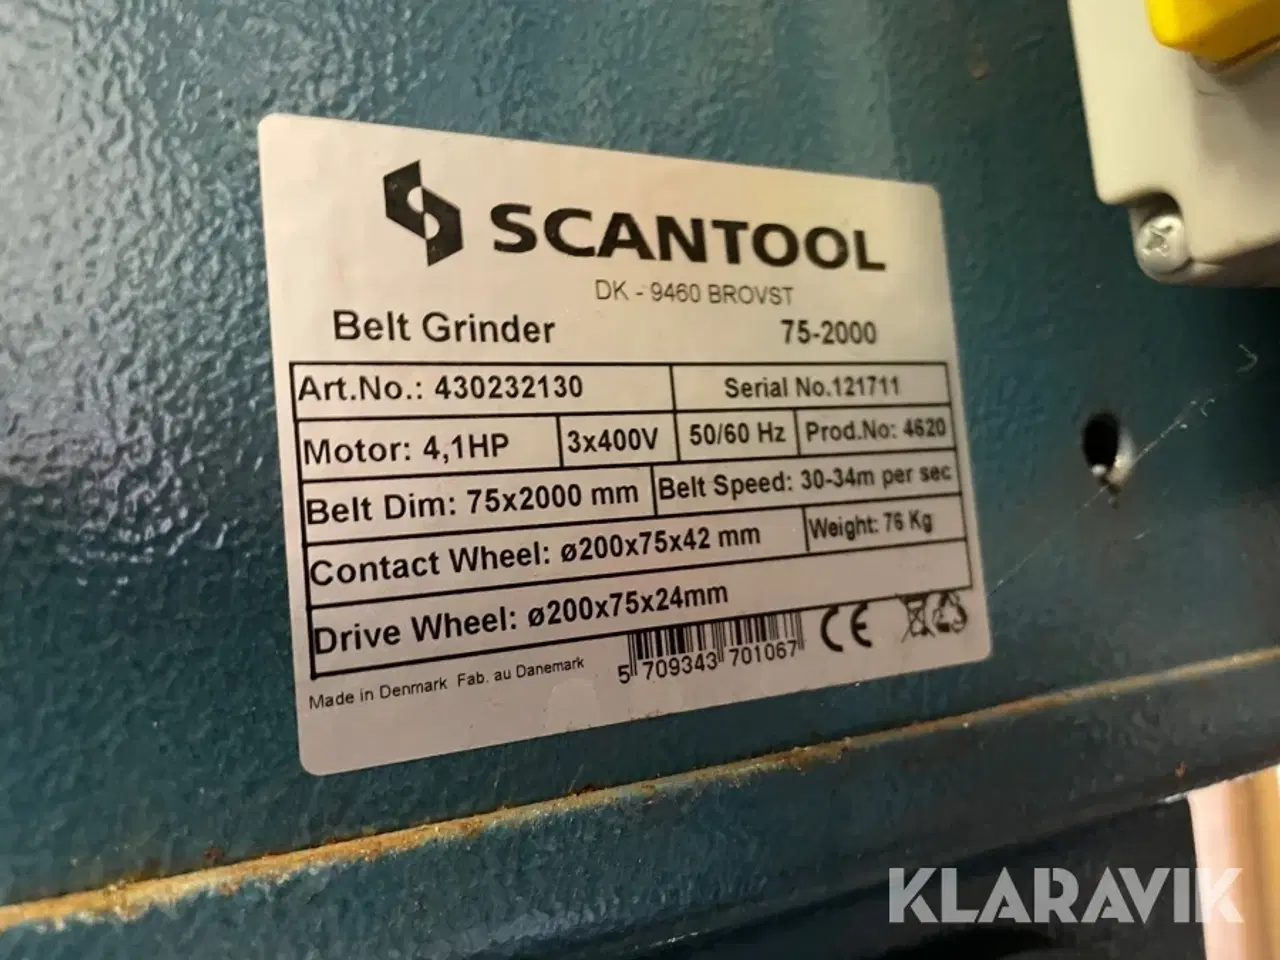 SCANTOOL
DK - 9460 BROVST
Belt Grinder 75-2000
Art.No.: 430232130 Serial No.121711
Motor: 4,1HP 3x400V 50/60 Hz Prod.No: 4620
Belt Dim: 75x2000 mm Belt Speed: 30-34m per sec
Contact Wheel: ø200x75x42 mm Weight: 76 Kg
Drive Wheel: ø200x75x24mm
Made in Denmark Fab. au Danemark
5 709343 701067
CE
KLARAVIK